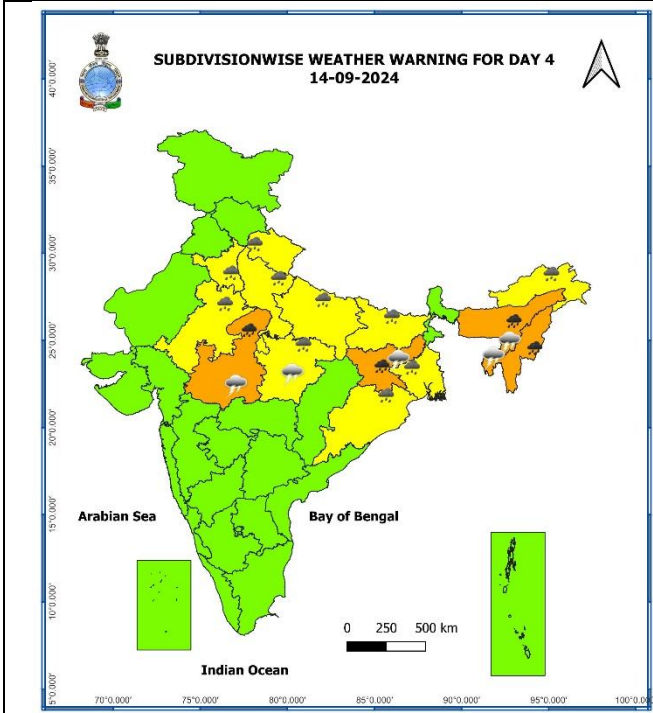 SUBDIVISIONWISE WEATHER WARNING FOR DAY 4
14-09-2024
40°0.000'
35°0.000'
30°0.000'
25°0.000'
20°0.000'
15°0.000'
10°0.000'
5°0.000'
Arabian Sea
Bay of Bengal
0 250 500 km
Indian Ocean
70°0.000' 75°0.000' 80°0.000' 85°0.000' 90°0.000' 95°0.000' 100°0.000'